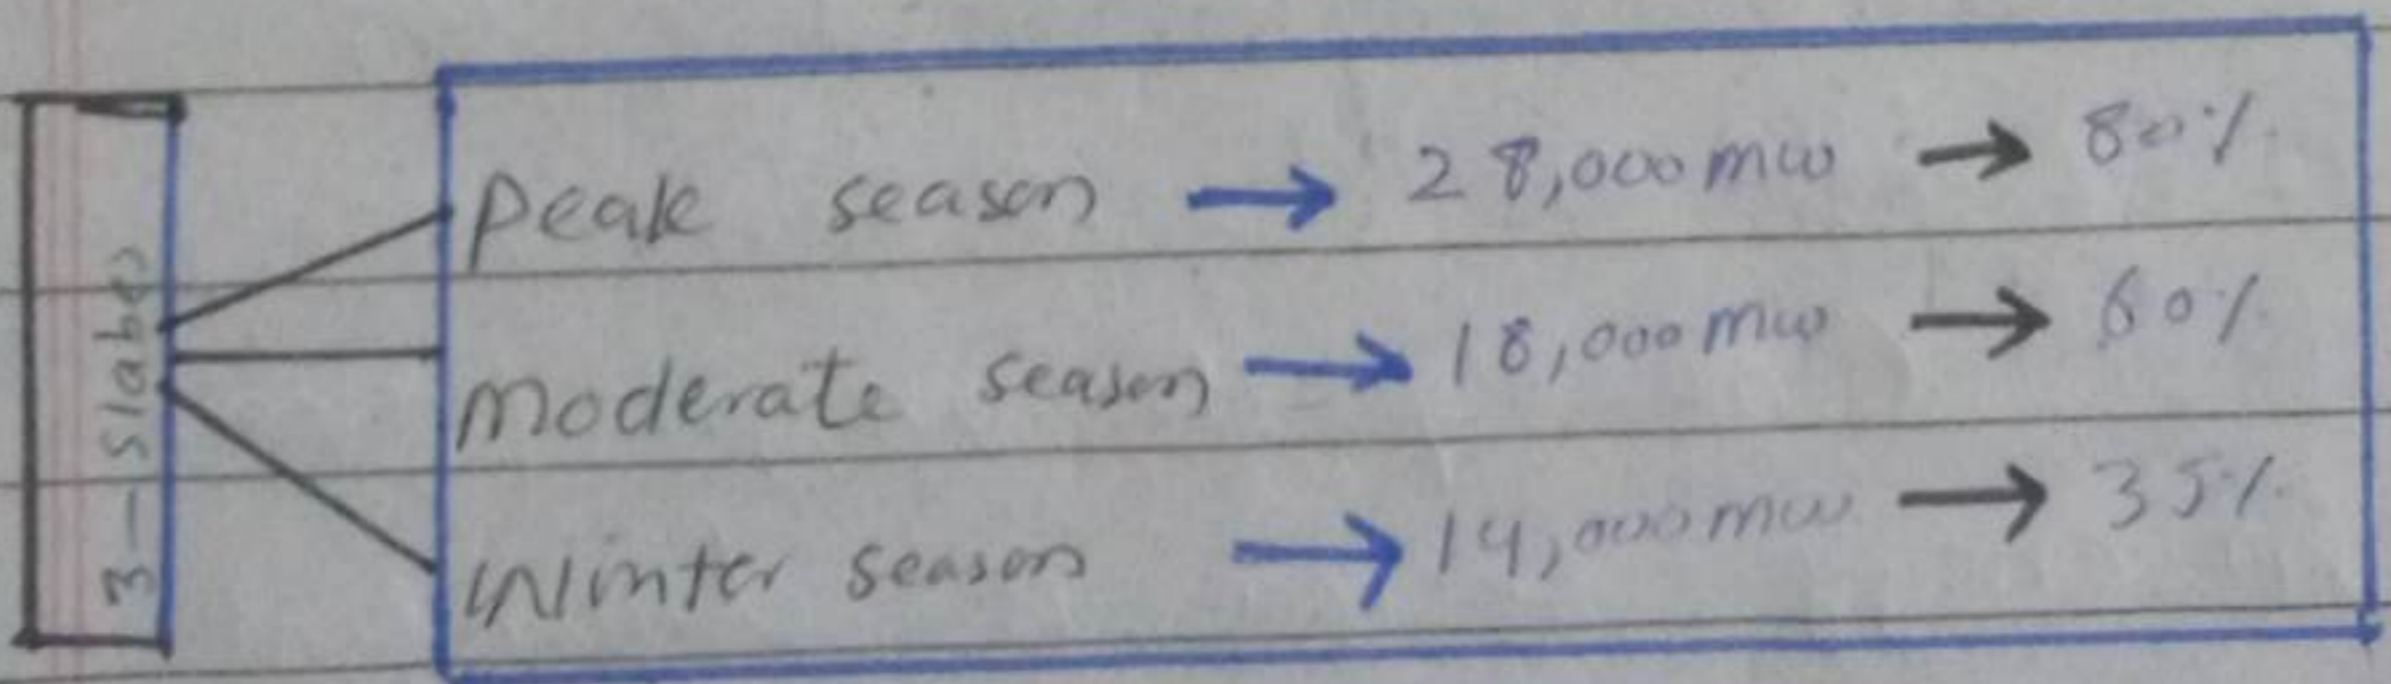 3-Slabes
Peak season → 28,000 mw → 80%
Moderate season → 18,000 mw → 60%
Winter season → 14,000 mw → 35%